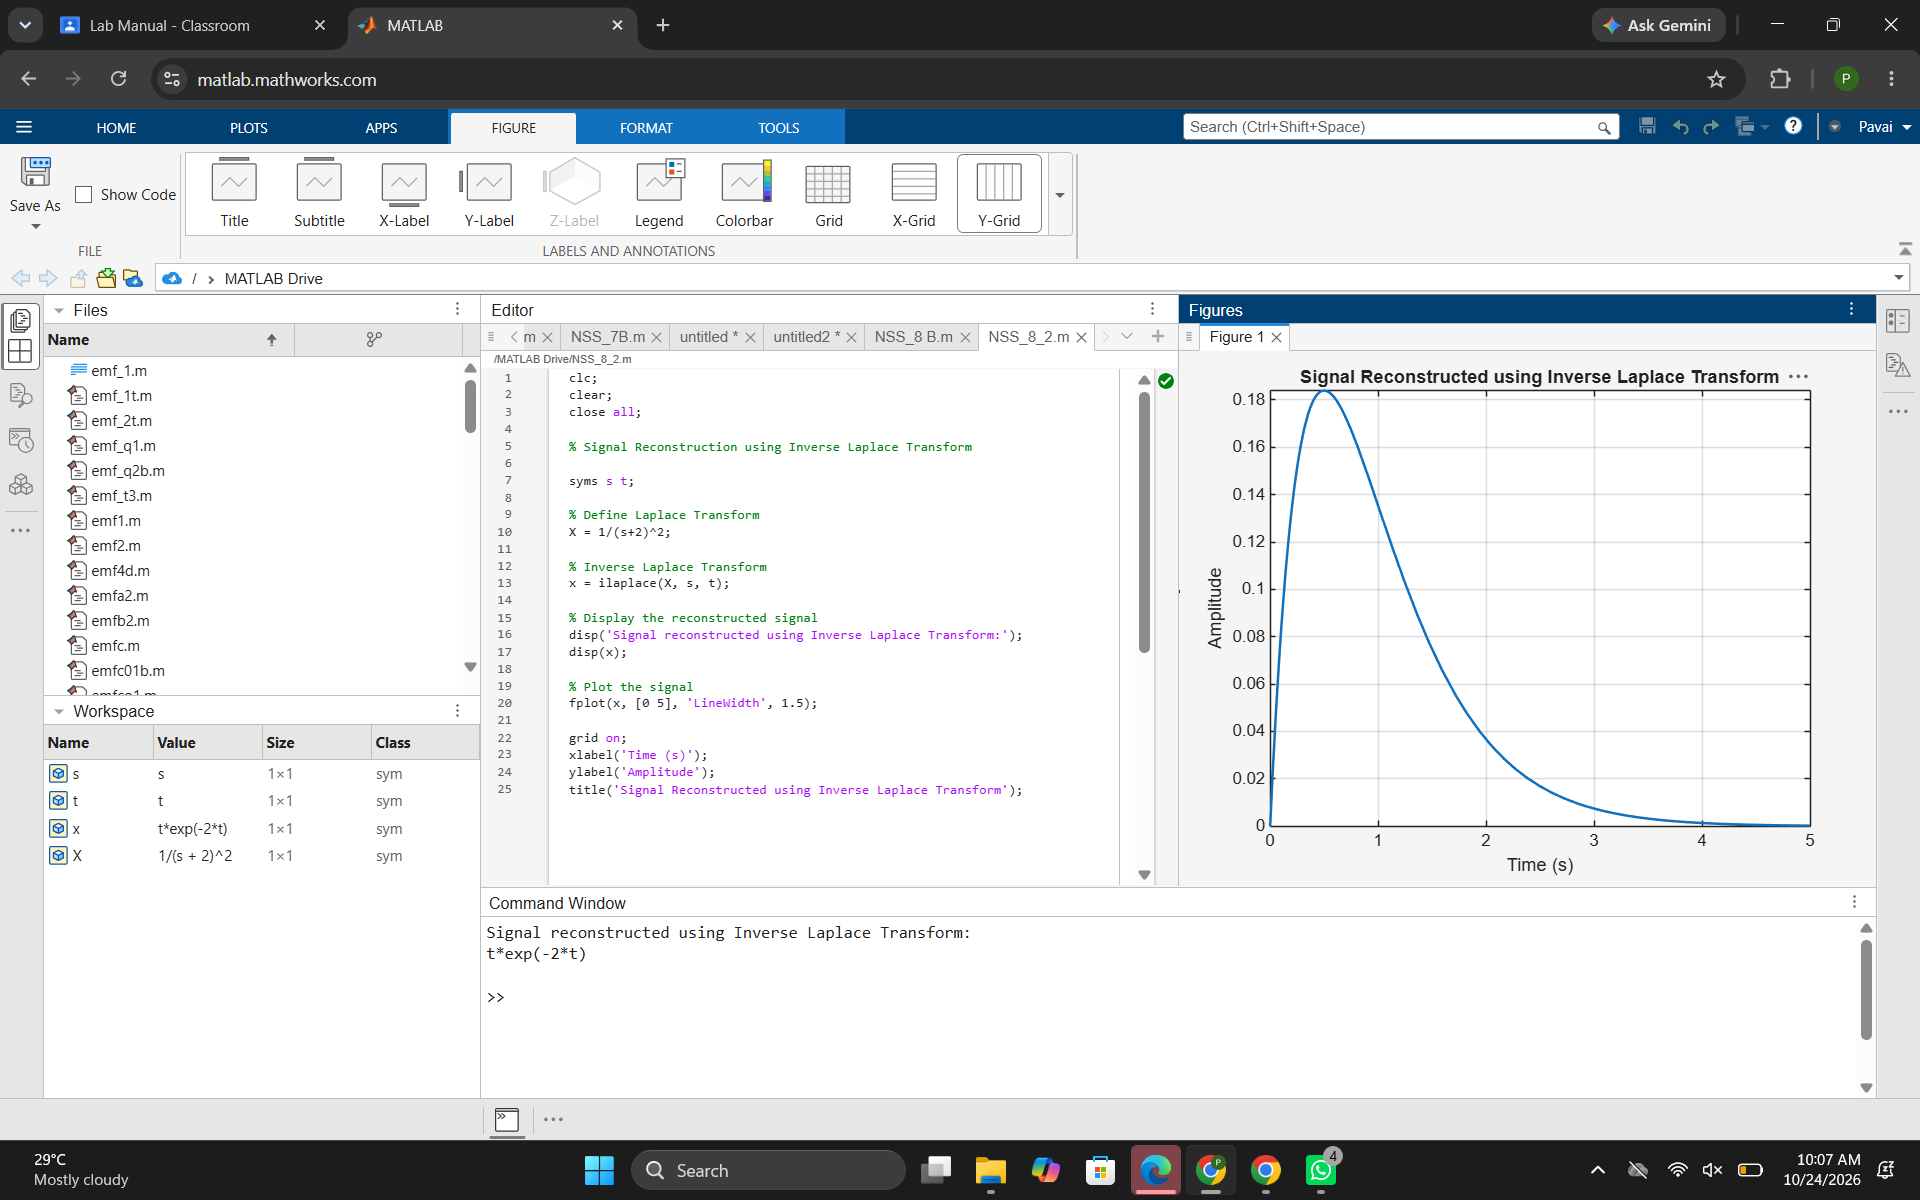 Lab Manual - Classroom
MATLAB
Ask Gemini
matlab.mathworks.com
P
HOME
PLOTS
APPS
FIGURE
FORMAT
TOOLS
Search (Ctrl+Shift+Space)
Pavai
Save As
Show Code
Title
Subtitle
X-Label
Y-Label
Z-Label
Legend
Colorbar
Grid
X-Grid
Y-Grid
FILE
LABELS AND ANNOTATIONS
/ > MATLAB Drive
Files
Name
emf_1.m
emf_1t.m
emf_2t.m
emf_q1.m
emf_q2b.m
emf_t3.m
emf1.m
emf2.m
emf4d.m
emfa2.m
emfb2.m
emfc.m
emfc01b.m
Workspace
Name Value Size Class
s s 1×1 sym
t t 1×1 sym
x t*exp(-2*t) 1×1 sym
X 1/(s + 2)^2 1×1 sym
Editor
m NSS_7B.m untitled * untitled2 * NSS_8 B.m NSS_8_2.m
/MATLAB Drive/NSS_8_2.m
1 clc;
2 clear;
3 close all;
4
5 % Signal Reconstruction using Inverse Laplace Transform
6
7 syms s t;
8
9 % Define Laplace Transform
10 X = 1/(s+2)^2;
11
12 % Inverse Laplace Transform
13 x = ilaplace(X, s, t);
14
15 % Display the reconstructed signal
16 disp('Signal reconstructed using Inverse Laplace Transform:');
17 disp(x);
18
19 % Plot the signal
20 fplot(x, [0 5], 'LineWidth', 1.5);
21
22 grid on;
23 xlabel('Time (s)');
24 ylabel('Amplitude');
25 title('Signal Reconstructed using Inverse Laplace Transform');
Figures
Figure 1
Signal Reconstructed using Inverse Laplace Transform
0.18
0.16
0.14
0.12
0.1
0.08
0.06
0.04
0.02
0
Amplitude
0 1 2 3 4 5
Time (s)
Command Window
Signal reconstructed using Inverse Laplace Transform:
t*exp(-2*t)
>>
29°C
Mostly cloudy
Search
4
10:07 AM
10/24/2026